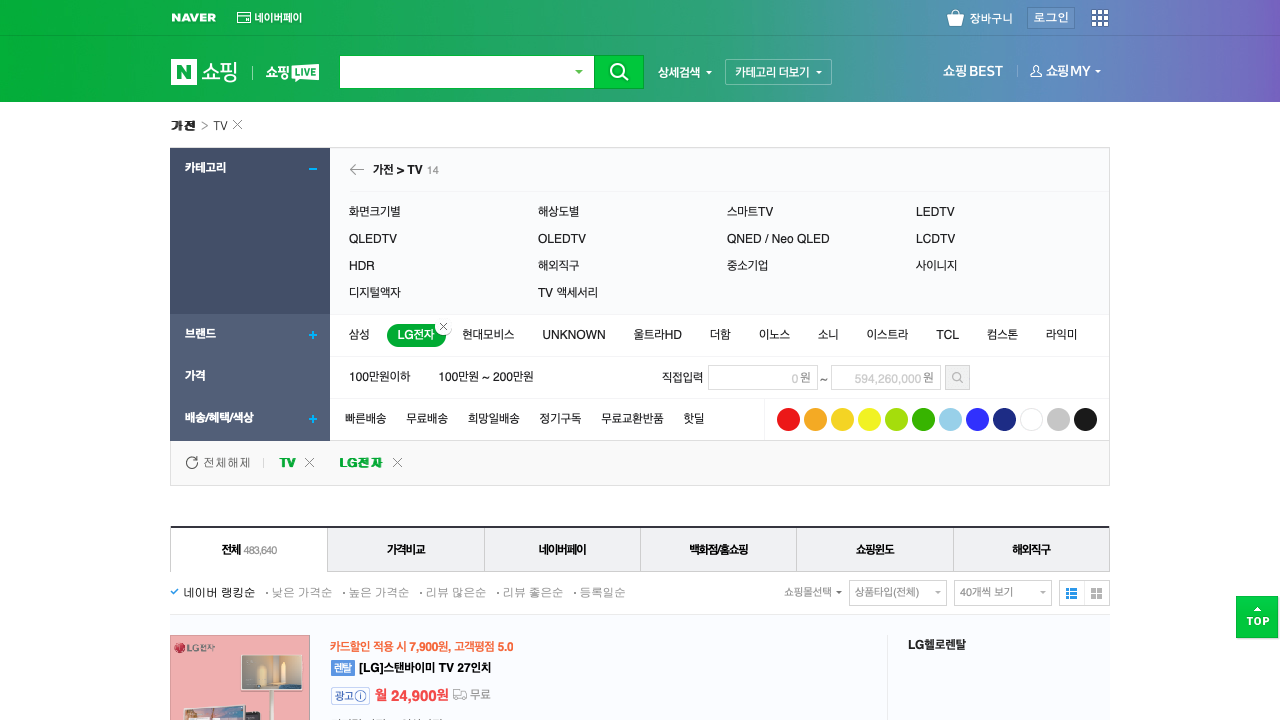 NAVER 네이버페이 장바구니 로그인
N 쇼핑 쇼핑LIVE 상세검색 카테고리 더보기 쇼핑 BEST 쇼핑 MY
가전 > TV
카테고리 가전 > TV 14
화면크기별 해상도별 스마트TV LEDTV
QLEDTV OLEDTV QNED / Neo QLED LCDTV
HDR 해외직구 중소기업 사이니지
디지털액자 TV 액세서리
브랜드 삼성 LG전자 현대모비스 UNKNOWN 울트라HD 더함 이노스 소니 이스트라 TCL 컴스톤 라익미
가격 100만원이하 100만원 ~ 200만원 직접입력 0 원 ~ 594,260,000 원
배송/혜택/색상 빠른배송 무료배송 희망일배송 정기구독 무료교환반품 핫딜
전체해제 TV LG전자
전체 483,640 가격비교 네이버페이 백화점/홈쇼핑 쇼핑윈도 해외직구
네이버 랭킹순 낮은 가격순 높은 가격순 리뷰 많은순 리뷰 좋은순 등록일순 쇼핑몰선택 상품타입(전체) 40개씩 보기
TOP
LG전자
카드할인 적용 시 7,900원, 고객평점 5.0 LG헬로렌탈
렌탈 [LG]스탠바이미 TV 27인치
광고 월 24,900원 무료